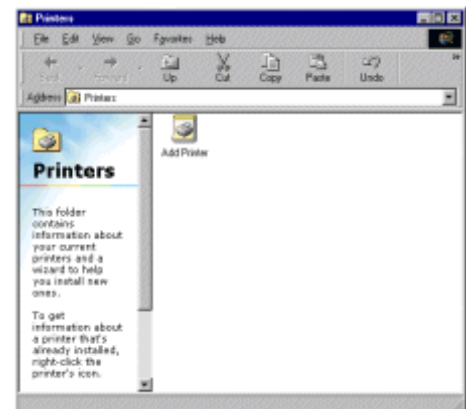 Printers
File Edit View Go Favorites Help
Back Forward Up Cut Copy Paste Undo
Address Printers
Add Printer
Printers
This folder
contains
information about
your current
printers and a
wizard to help
you install new
ones.
To get
information about
a printer that's
already installed,
right-click the
printer's icon.